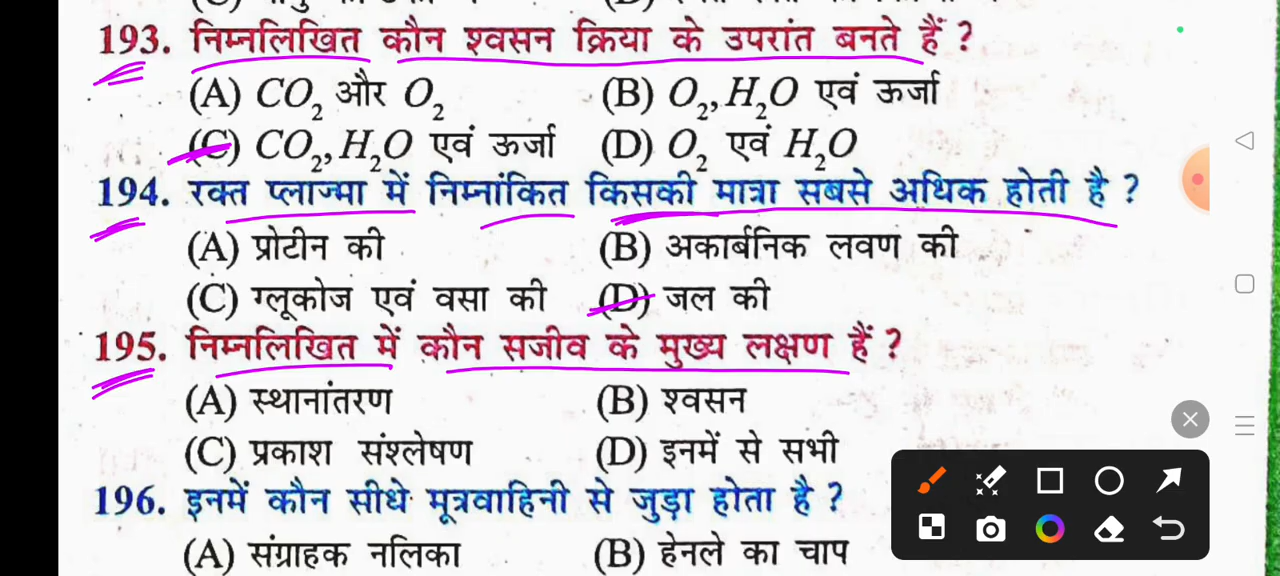 193. निम्नलिखित कौन श्वसन क्रिया के उपरांत बनते हैं ?
(A) CO₂ और O₂ (B) O₂, H₂O एवं ऊर्जा
(C) CO₂, H₂O एवं ऊर्जा (D) O₂ एवं H₂O
194. रक्त प्लाज्मा में निम्नांकित किसकी मात्रा सबसे अधिक होती है ?
(A) प्रोटीन की (B) अकार्बनिक लवण की
(C) ग्लूकोज एवं वसा की (D) जल की
195. निम्नलिखित में कौन सजीव के मुख्य लक्षण हैं ?
(A) स्थानांतरण (B) श्वसन
(C) प्रकाश संश्लेषण (D) इनमें से सभी
196. इनमें कौन सीधे मूत्रवाहिनी से जुड़ा होता है ?
(A) संग्राहक नलिका (B) हेनले का चाप